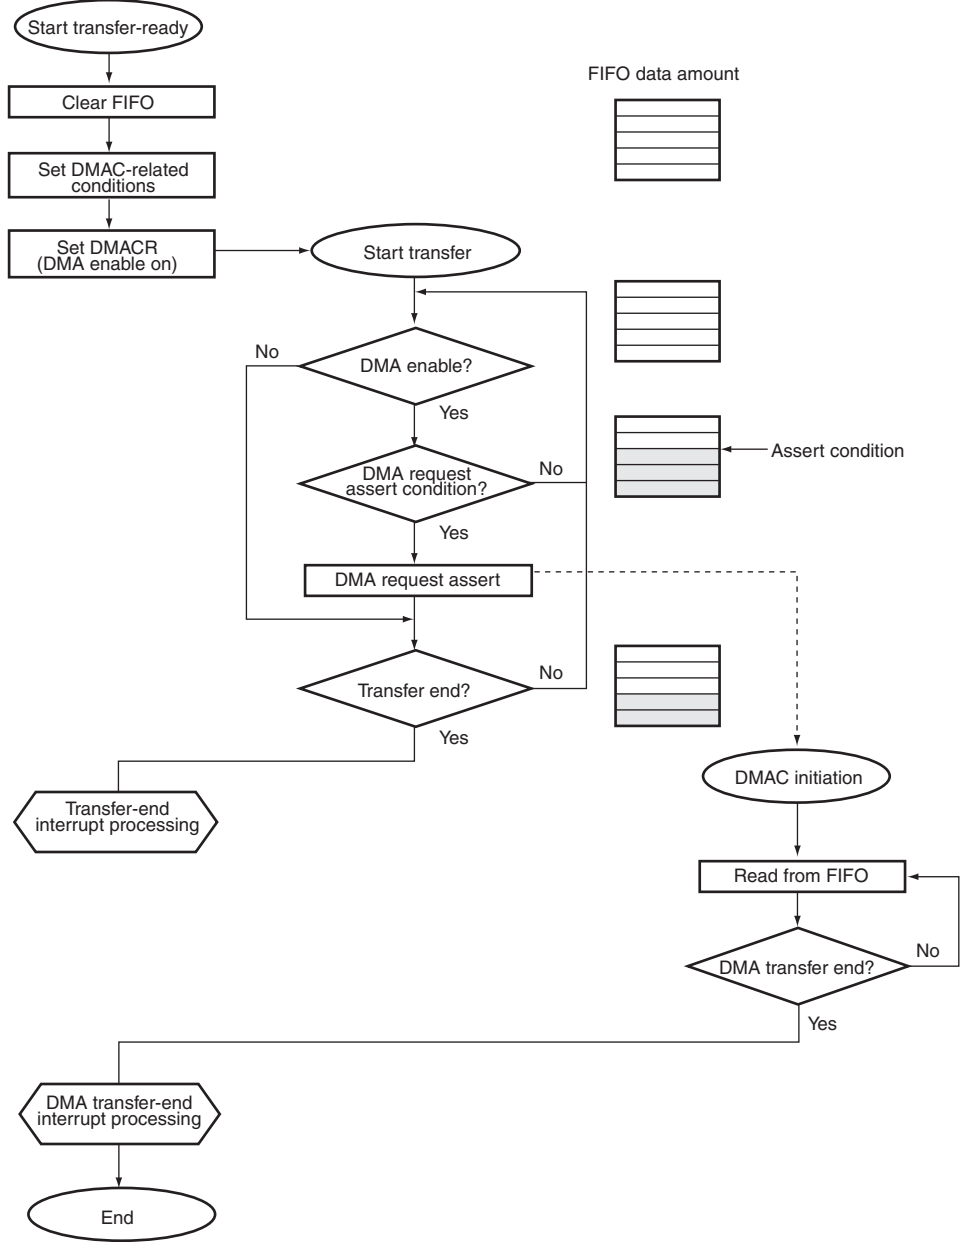 Start transfer-ready
FIFO data amount
Clear FIFO
Set DMAC-related
conditions
Set DMACR
(DMA enable on)
Start transfer
No
DMA enable?
Yes
Assert condition
DMA request
assert condition?
No
Yes
DMA request assert
No
Transfer end?
Yes
DMAC initiation
Transfer-end
interrupt processing
Read from FIFO
No
DMA transfer end?
Yes
DMA transfer-end
interrupt processing
End